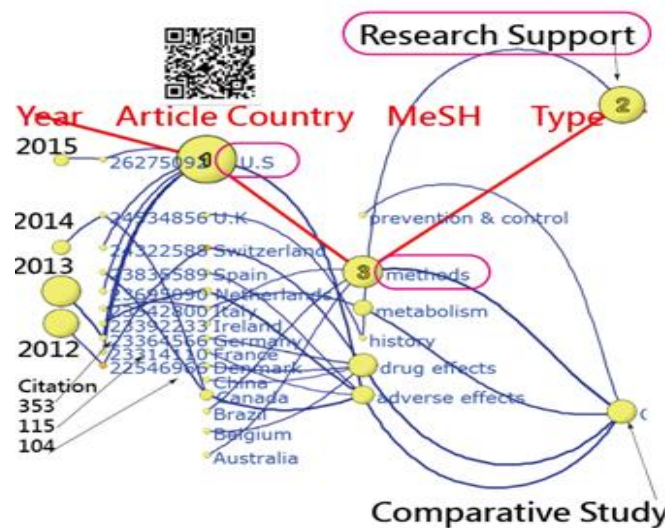 Research Support
Year Article Country MeSH Type
2
2015
1
U.S
2014
24534856 U.K
prevention & control
2013
24322588 Switzerland
23835589 Spain
3 methods
23695090 Netherlands
Italy
metabolism
23392233 Ireland
2012
23364566 Germany
history
23314110 France
22546966 Denmark
drug effects
Citation
China
353
Canada
adverse effects
115
Brazil
104
Belgium
Australia
Comparative Study